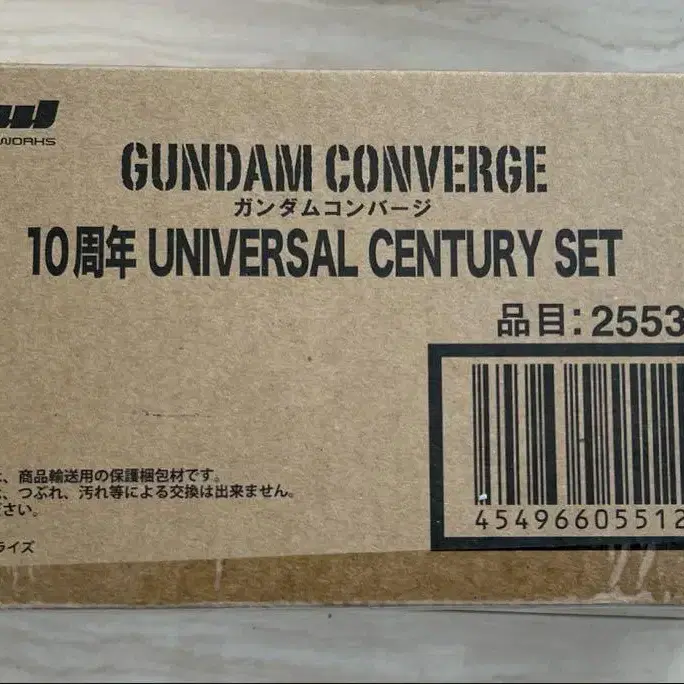 WORKS
GUNDAM CONVERGE
ガンダムコンバージ
10周年 UNIVERSAL CENTURY SET
品目:2553
、商品輸送用の保護梱包材です。
、つぶれ、汚れ等による交換は出来ません。
ださい。
ライズ
45496605512